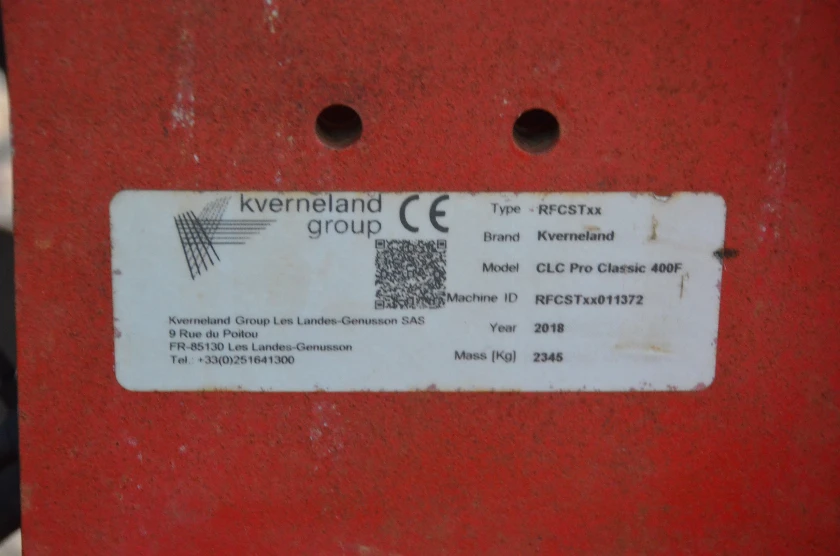 kverneland
group
CE
Kverneland Group Les Landes-Genusson SAS
9 Rue du Poitou
FR-85130 Les Landes-Genusson
Tel.: +33(0)251641300
Type - RFCSTxx
Brand Kverneland
Model CLC Pro Classic 400F
Machine ID RFCSTxx011372
Year 2018
Mass (Kg) 2345